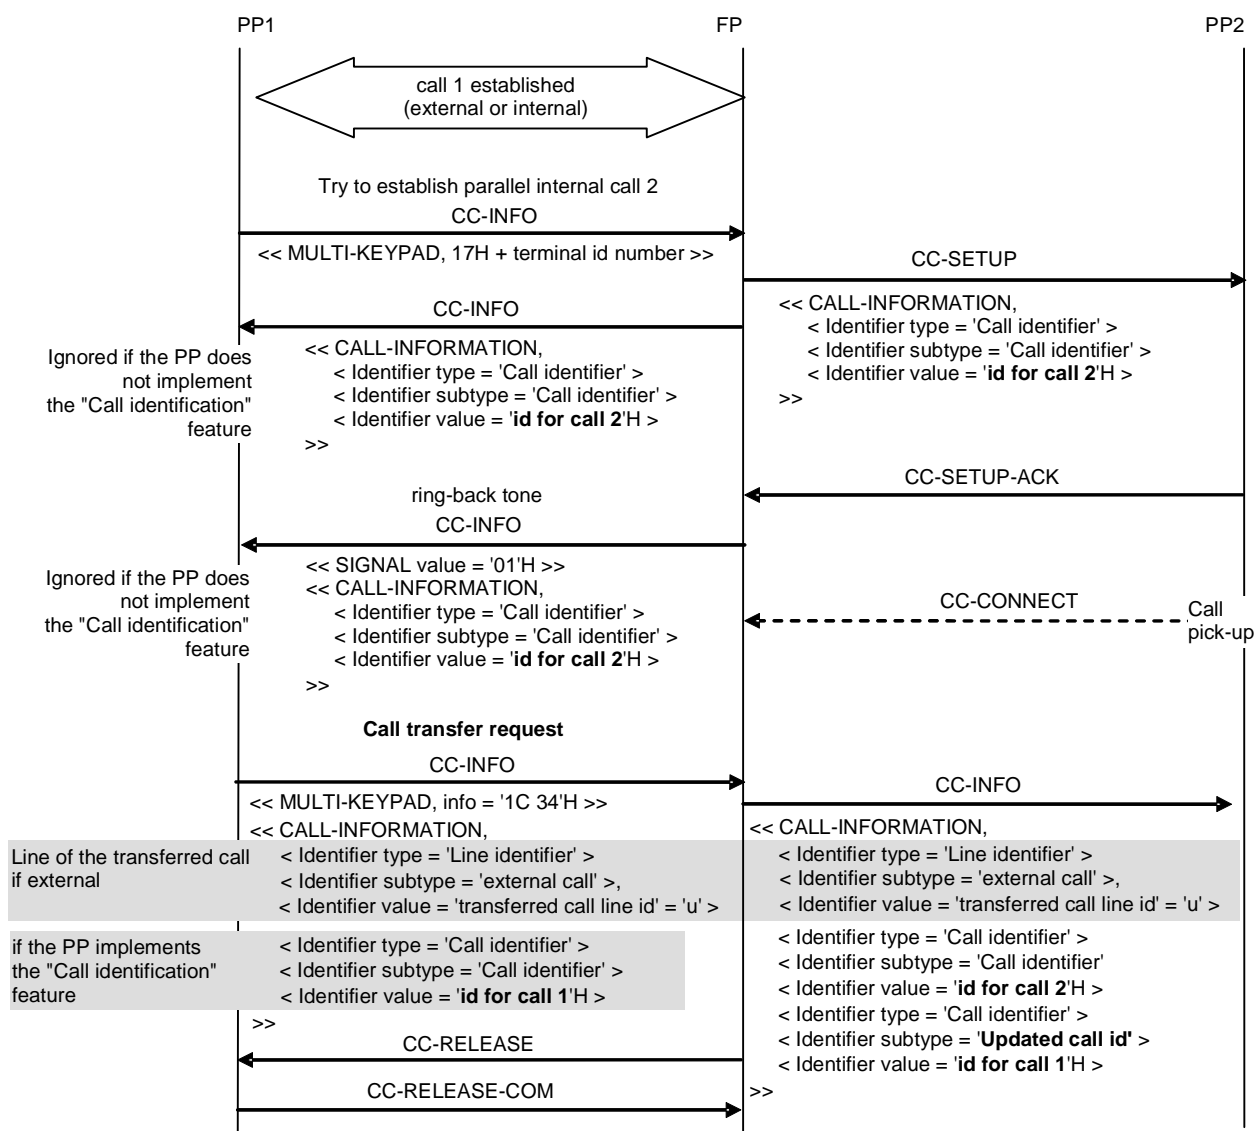 PP1
FP
PP2
call 1 established
(external or internal)
Try to establish parallel internal call 2
CC-INFO
<< MULTI-KEYPAD, 17H + terminal id number >>
CC-SETUP
<< CALL-INFORMATION,
< Identifier type = 'Call identifier' >
< Identifier subtype = 'Call identifier' >
< Identifier value = 'id for call 2'H >
>>
CC-INFO
Ignored if the PP does
not implement
the "Call identification"
feature
<< CALL-INFORMATION,
< Identifier type = 'Call identifier' >
< Identifier subtype = 'Call identifier' >
< Identifier value = 'id for call 2'H >
>>
CC-SETUP-ACK
ring-back tone
CC-INFO
Ignored if the PP does
not implement
the "Call identification"
feature
<< SIGNAL value = '01'H >>
<< CALL-INFORMATION,
< Identifier type = 'Call identifier' >
< Identifier subtype = 'Call identifier' >
< Identifier value = 'id for call 2'H >
>>
CC-CONNECT
Call
pick-up
Call transfer request
CC-INFO
<< MULTI-KEYPAD, info = '1C 34'H >>
<< CALL-INFORMATION,
Line of the transferred call
if external
< Identifier type = 'Line identifier' >
< Identifier subtype = 'external call' >,
< Identifier value = 'transferred call line id' = 'u' >
if the PP implements
the "Call identification"
feature
< Identifier type = 'Call identifier' >
< Identifier subtype = 'Call identifier' >
< Identifier value = 'id for call 1'H >
>>
CC-INFO
<< CALL-INFORMATION,
< Identifier type = 'Line identifier' >
< Identifier subtype = 'external call' >,
< Identifier value = 'transferred call line id' = 'u' >
< Identifier type = 'Call identifier' >
< Identifier subtype = 'Call identifier'
< Identifier value = 'id for call 2'H >
< Identifier type = 'Call identifier' >
< Identifier subtype = 'Updated call id' >
< Identifier value = 'id for call 1'H >
>>
CC-RELEASE
CC-RELEASE-COM